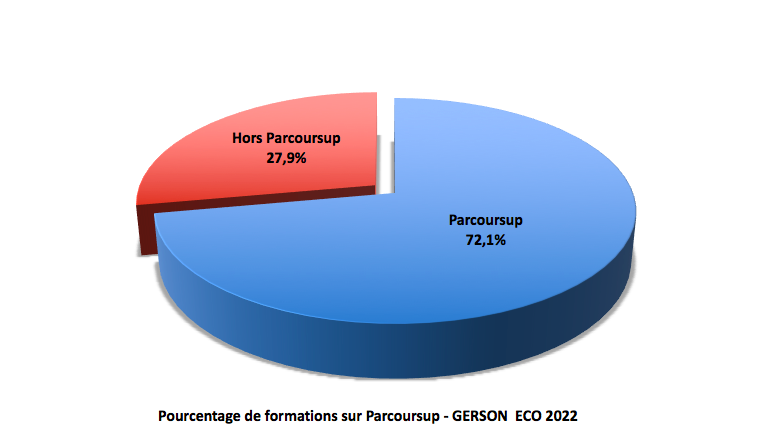 Hors Parcoursup
27,9%
Parcoursup
72,1%
Pourcentage de formations sur Parcoursup - GERSON ECO 2022